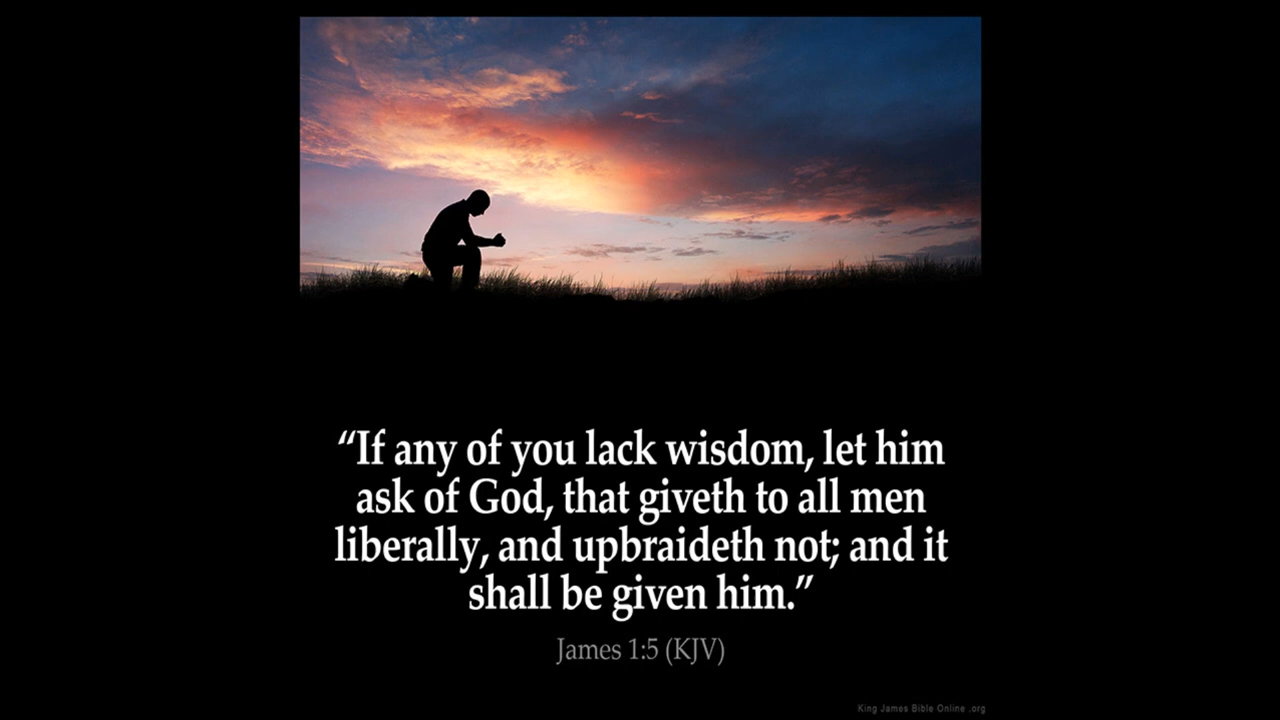 “If any of you lack wisdom, let him
ask of God, that giveth to all men
liberally, and upbraideth not; and it
shall be given him.”
James 1:5 (KJV)
King James Bible Online .org